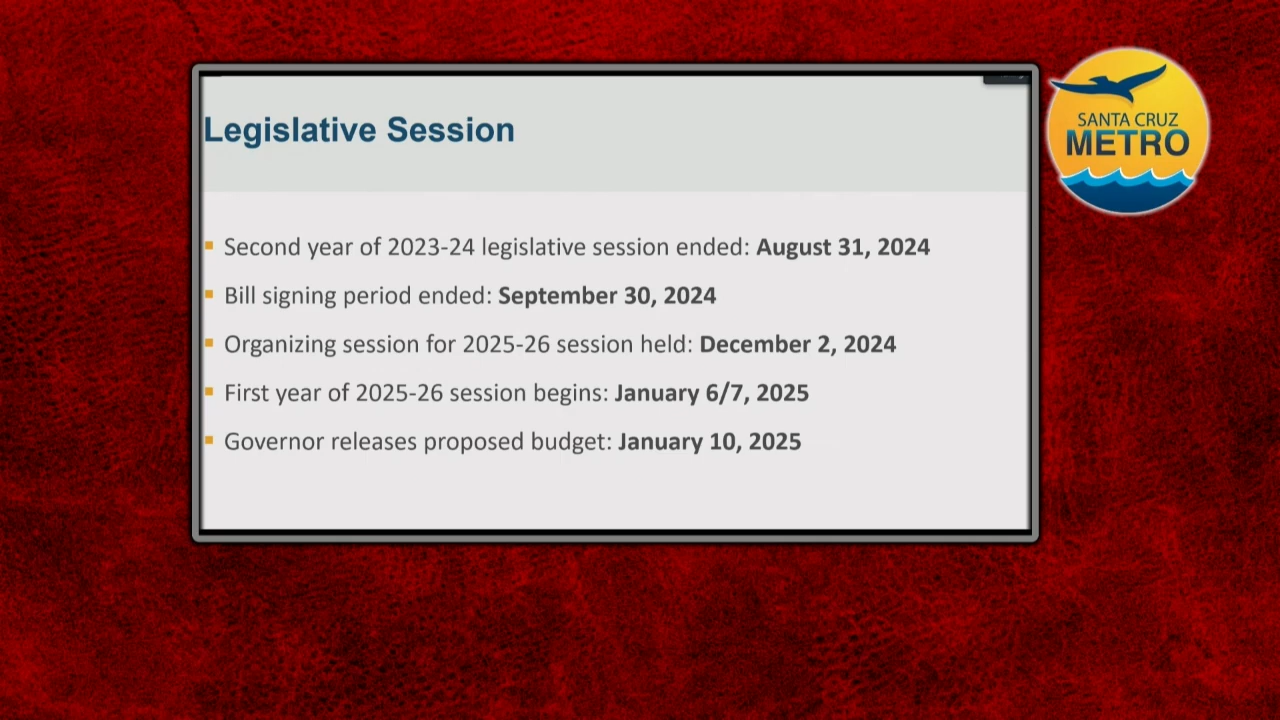 Legislative Session
SANTA CRUZ
METRO
Second year of 2023-24 legislative session ended: August 31, 2024
Bill signing period ended: September 30, 2024
Organizing session for 2025-26 session held: December 2, 2024
First year of 2025-26 session begins: January 6/7, 2025
Governor releases proposed budget: January 10, 2025